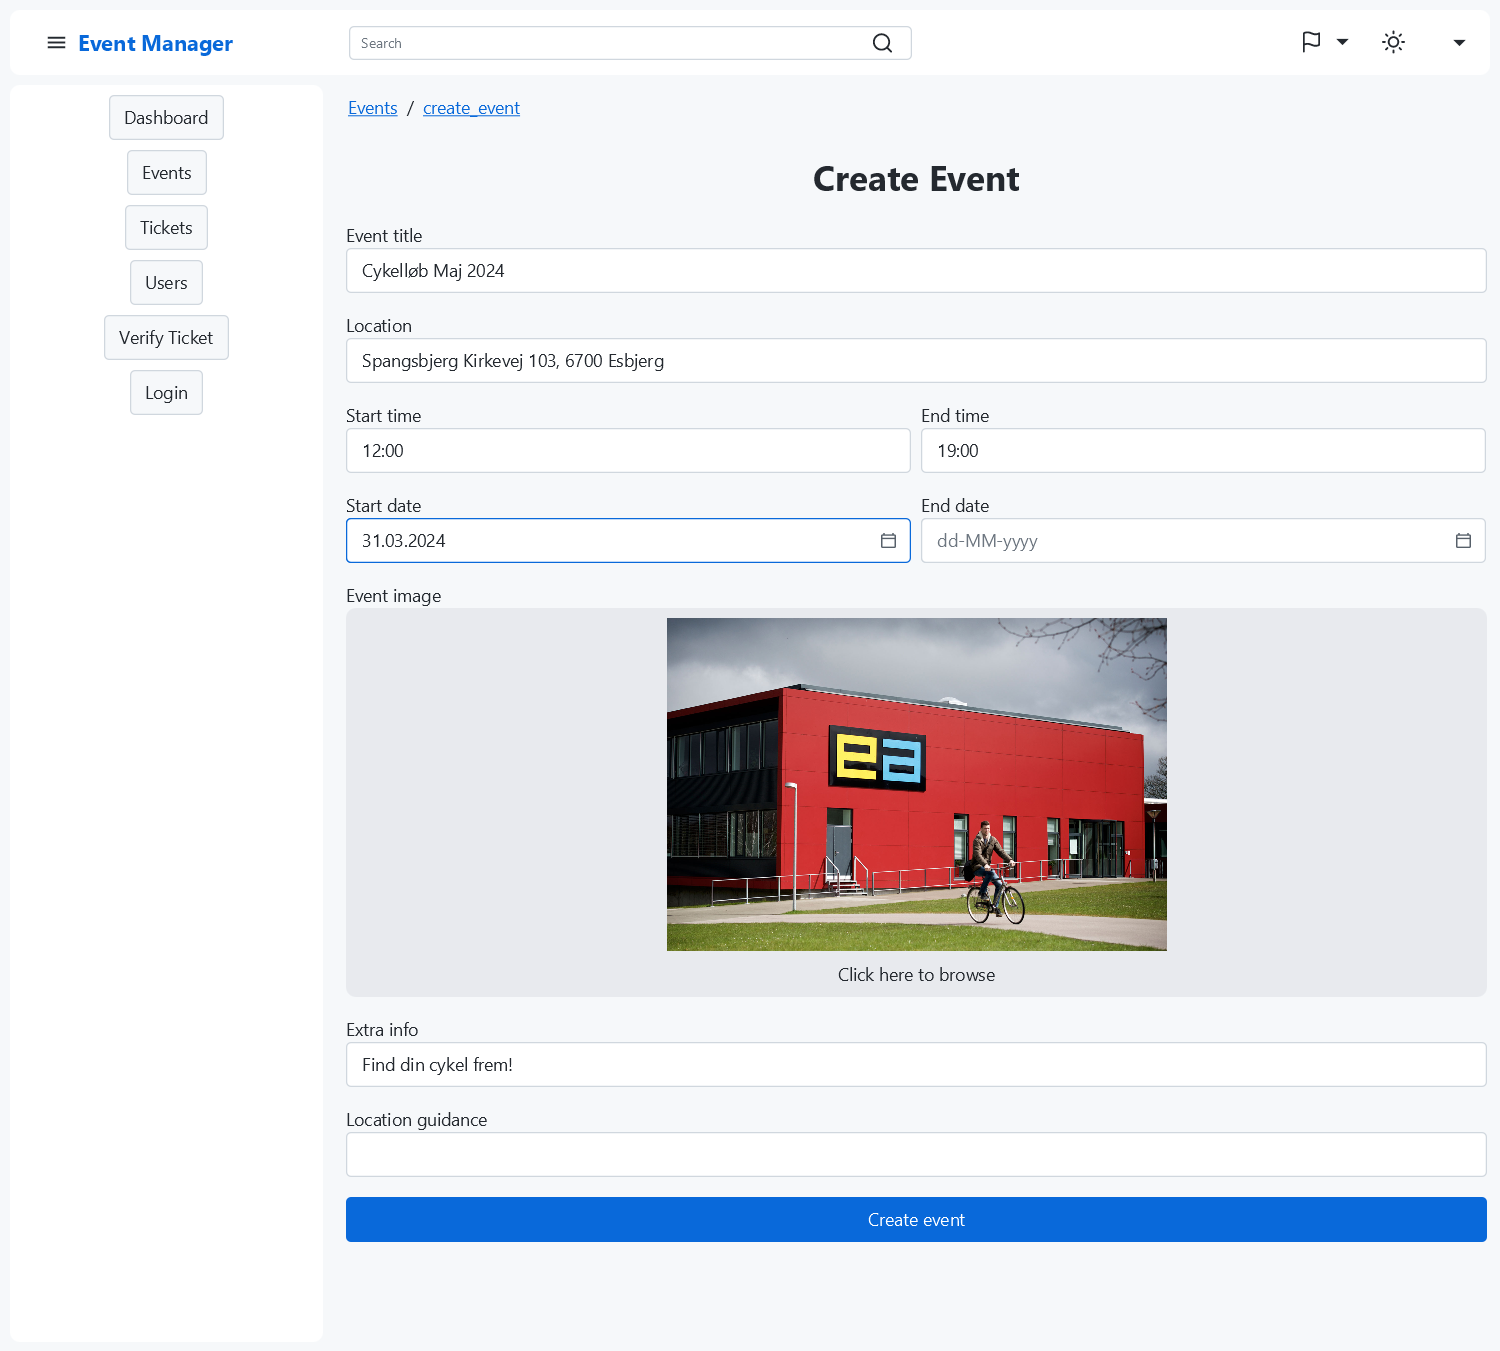 Event Manager
Search
Dashboard
Events
Tickets
Users
Verify Ticket
Login
Events / create_event
Create Event
Event title
Cykelløb Maj 2024
Location
Spangsbjerg Kirkevej 103, 6700 Esbjerg
Start time
End time
12:00
19:00
Start date
End date
31.03.2024
dd-MM-yyyy
Event image
ea
Click here to browse
Extra info
Find din cykel frem!
Location guidance
Create event